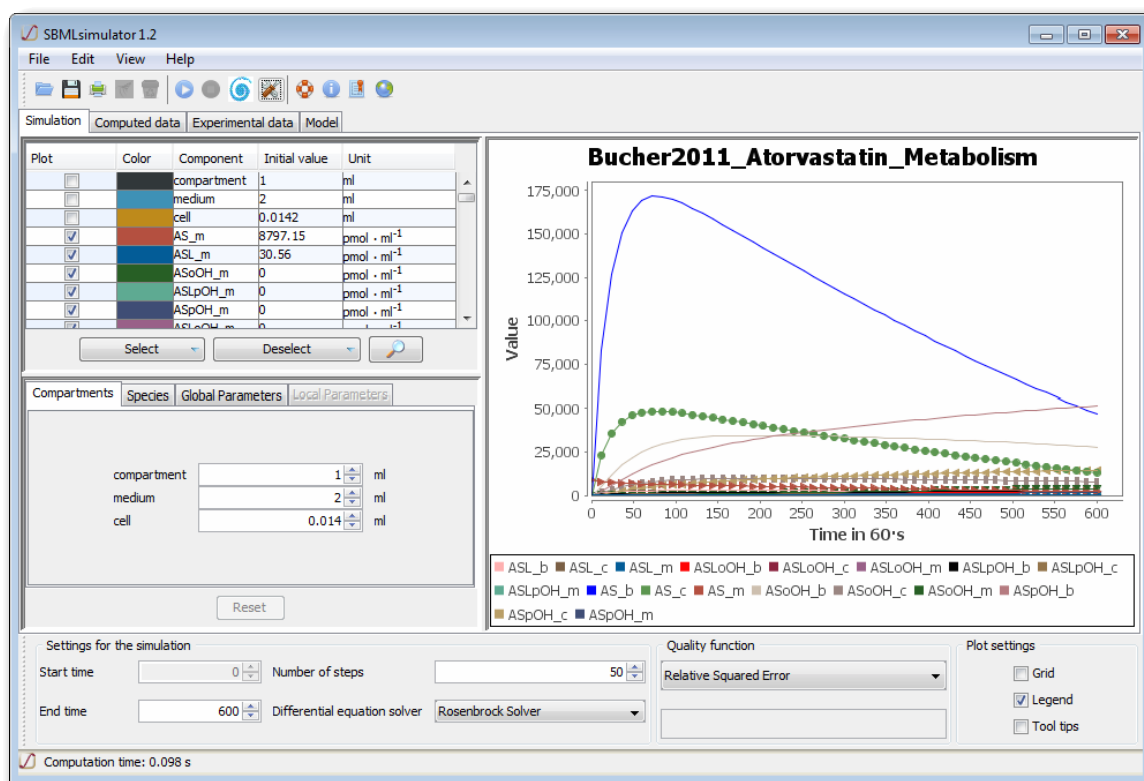 SBMLsimulator 1.2
File Edit View Help
Simulation Computed data Experimental data Model
Plot Color Component Initial value Unit
compartment 1 ml
medium 2 ml
cell 0.0142 ml
AS_m 8797.15 pmol · ml⁻¹
ASL_m 30.56 pmol · ml⁻¹
ASoOH_m 0 pmol · ml⁻¹
ASLpOH_m 0 pmol · ml⁻¹
ASpOH_m 0 pmol · ml⁻¹
ASLoOH_m 0 pmol · ml⁻¹
Select Deselect
Compartments Species Global Parameters Local Parameters
compartment 1 ml
medium 2 ml
cell 0.014 ml
Reset
Bucher2011_Atorvastatin_Metabolism
Value
175,000
150,000
125,000
100,000
75,000
50,000
25,000
0
0 50 100 150 200 250 300 350 400 450 500 550 600
Time in 60's
ASL_b ASL_c ASL_m ASLoOH_b ASLoOH_c ASLoOH_m ASLpOH_b ASLpOH_c
ASLpOH_m AS_b AS_c AS_m ASoOH_b ASoOH_c ASoOH_m ASpOH_b
ASpOH_c ASpOH_m
Settings for the simulation
Start time 0 Number of steps 50
End time 600 Differential equation solver Rosenbrock Solver
Quality function
Relative Squared Error
Plot settings
Grid
Legend
Tool tips
Computation time: 0.098 s